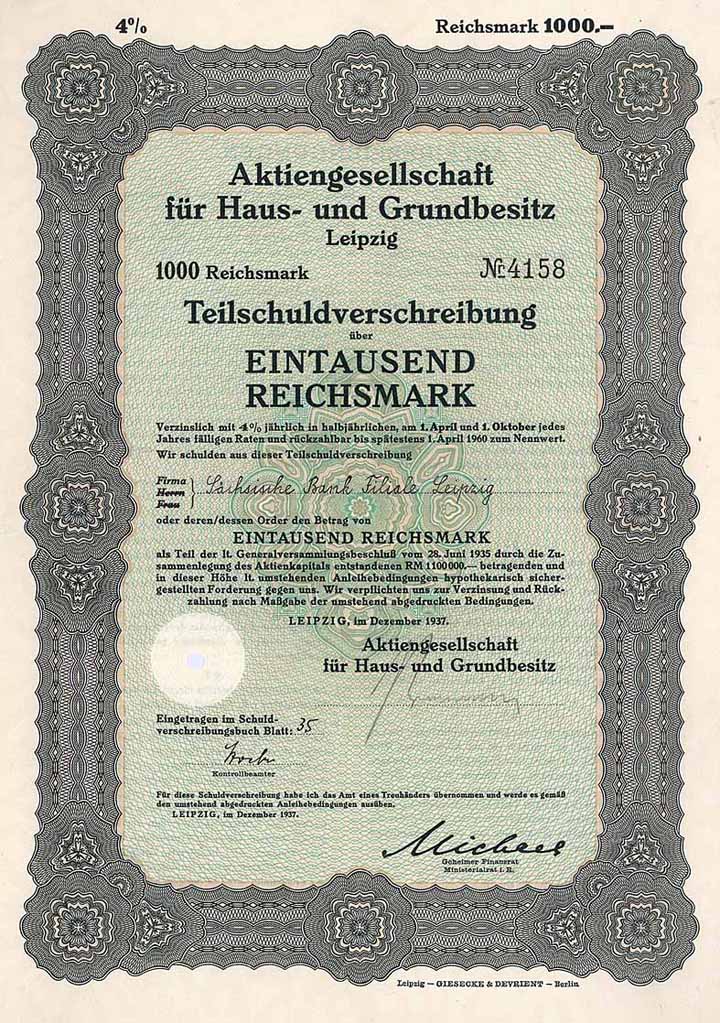 4% Reichsmark 1000.—
Aktiengesellschaft
für Haus- und Grundbesitz
Leipzig
1000 Reichsmark № 4158
Teilschuldverschreibung
über
EINTAUSEND
REICHSMARK
Verzinslich mit 4% jährlich in halbjährlichen, am 1. April und 1. Oktober jedes
Jahres fälligen Raten und rückzahlbar bis spätestens 1. April 1960 zum Nennwert.
Wir schulden aus dieser Teilschuldverschreibung
Firma
Herrn Sächsische Bank Filiale Leipzig
Frau
oder deren/dessen Order den Betrag von
EINTAUSEND REICHSMARK
als Teil der lt. Generalversammlungsbeschluß vom 28. Juni 1935 durch die Zu-
sammenlegung des Aktienkapitals entstandenen RM 1100000.— betragenden und
in dieser Höhe lt. umstehenden Anleihebedingungen hypothekarisch sicher-
gestellten Forderung gegen uns. Wir verpflichten uns zur Verzinsung und Rück-
zahlung nach Maßgabe der umstehend abgedruckten Bedingungen.
LEIPZIG, im Dezember 1937.
Aktiengesellschaft
für Haus- und Grundbesitz
Eingetragen im Schuld-
verschreibungsbuch Blatt: 35
Kontrollbeamter
Für diese Schuldverschreibung habe ich das Amt eines Treuhänders übernommen und werde es gemäß
den umstehend abgedruckten Anleihebedingungen ausüben.
LEIPZIG, im Dezember 1937.
Michael
Geheimer Finanzrat
Ministerialrat i. R.
Leipzig — GIESECKE & DEVRIENT — Berlin